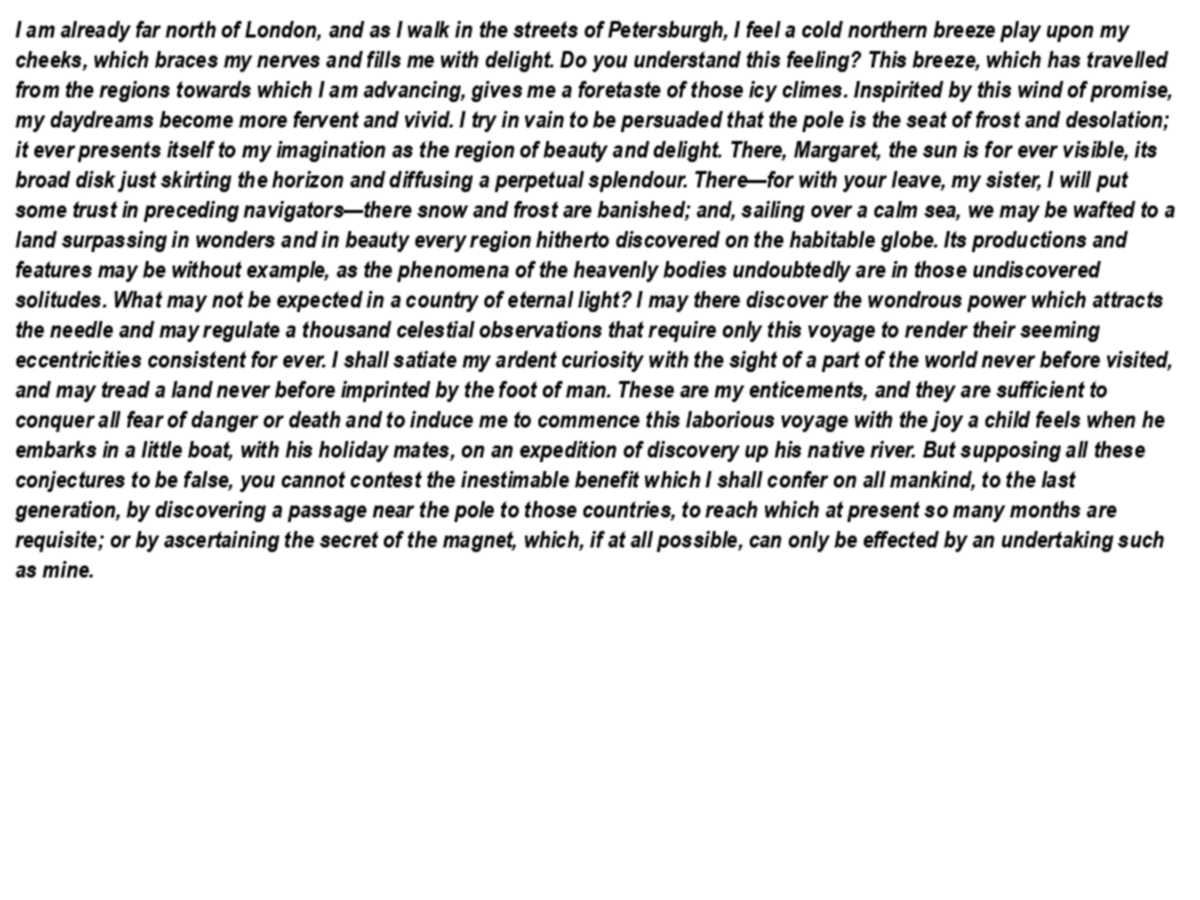 I am already far north of London, and as I walk in the streets of Petersburgh, I feel a cold northern breeze play upon my
cheeks, which braces my nerves and fills me with delight. Do you understand this feeling? This breeze, which has travelled
from the regions towards which I am advancing, gives me a foretaste of those icy climes. Inspirited by this wind of promise,
my daydreams become more fervent and vivid. I try in vain to be persuaded that the pole is the seat of frost and desolation;
it ever presents itself to my imagination as the region of beauty and delight. There, Margaret, the sun is for ever visible, its
broad disk just skirting the horizon and diffusing a perpetual splendour. There—for with your leave, my sister, I will put
some trust in preceding navigators—there snow and frost are banished; and, sailing over a calm sea, we may be wafted to a
land surpassing in wonders and in beauty every region hitherto discovered on the habitable globe. Its productions and
features may be without example, as the phenomena of the heavenly bodies undoubtedly are in those undiscovered
solitudes. What may not be expected in a country of eternal light? I may there discover the wondrous power which attracts
the needle and may regulate a thousand celestial observations that require only this voyage to render their seeming
eccentricities consistent for ever. I shall satiate my ardent curiosity with the sight of a part of the world never before visited,
and may tread a land never before imprinted by the foot of man. These are my enticements, and they are sufficient to
conquer all fear of danger or death and to induce me to commence this laborious voyage with the joy a child feels when he
embarks in a little boat, with his holiday mates, on an expedition of discovery up his native river. But supposing all these
conjectures to be false, you cannot contest the inestimable benefit which I shall confer on all mankind, to the last
generation, by discovering a passage near the pole to those countries, to reach which at present so many months are
requisite; or by ascertaining the secret of the magnet, which, if at all possible, can only be effected by an undertaking such
as mine.